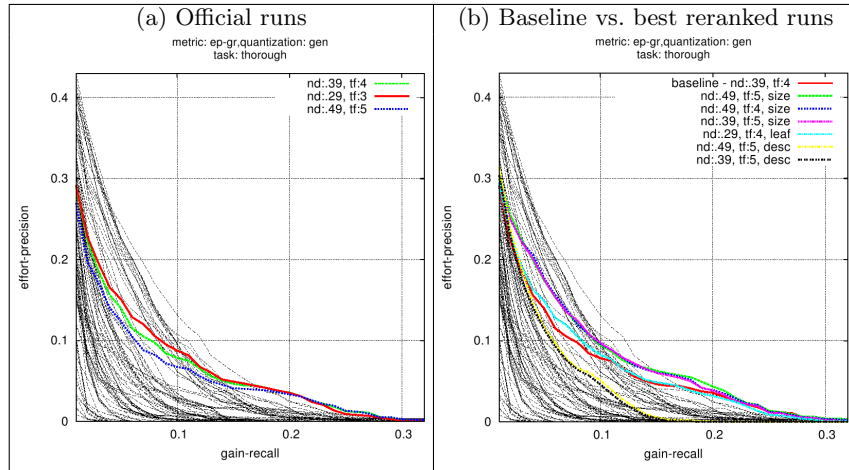 (a) Official runs
metric: ep-gr,quantization: gen
task: thorough
nd:.39, tf:4
nd:.29, tf:3
nd:.49, tf:5
0.4
0.3
0.2
0.1
0
effort-precision
0.1
0.2
0.3
gain-recall
(b) Baseline vs. best reranked runs
metric: ep-gr,quantization: gen
task: thorough
baseline - nd:.39, tf:4
nd:.49, tf:5, size
nd:.49, tf:4, size
nd:.39, tf:5, size
nd:.29, tf:4, leaf
nd:.49, tf:5, desc
nd:.39, tf:5, desc
0.4
0.3
0.2
0.1
0
effort-precision
0.1
0.2
0.3
gain-recall